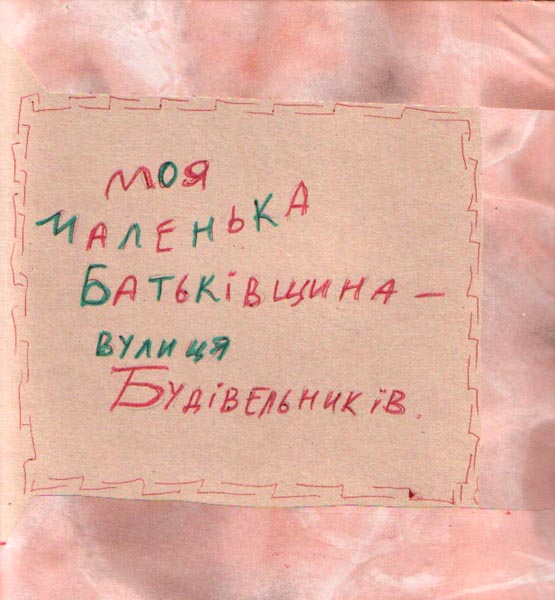 Моя
маленька
Батьківщина –
вулиця
Будівельників.